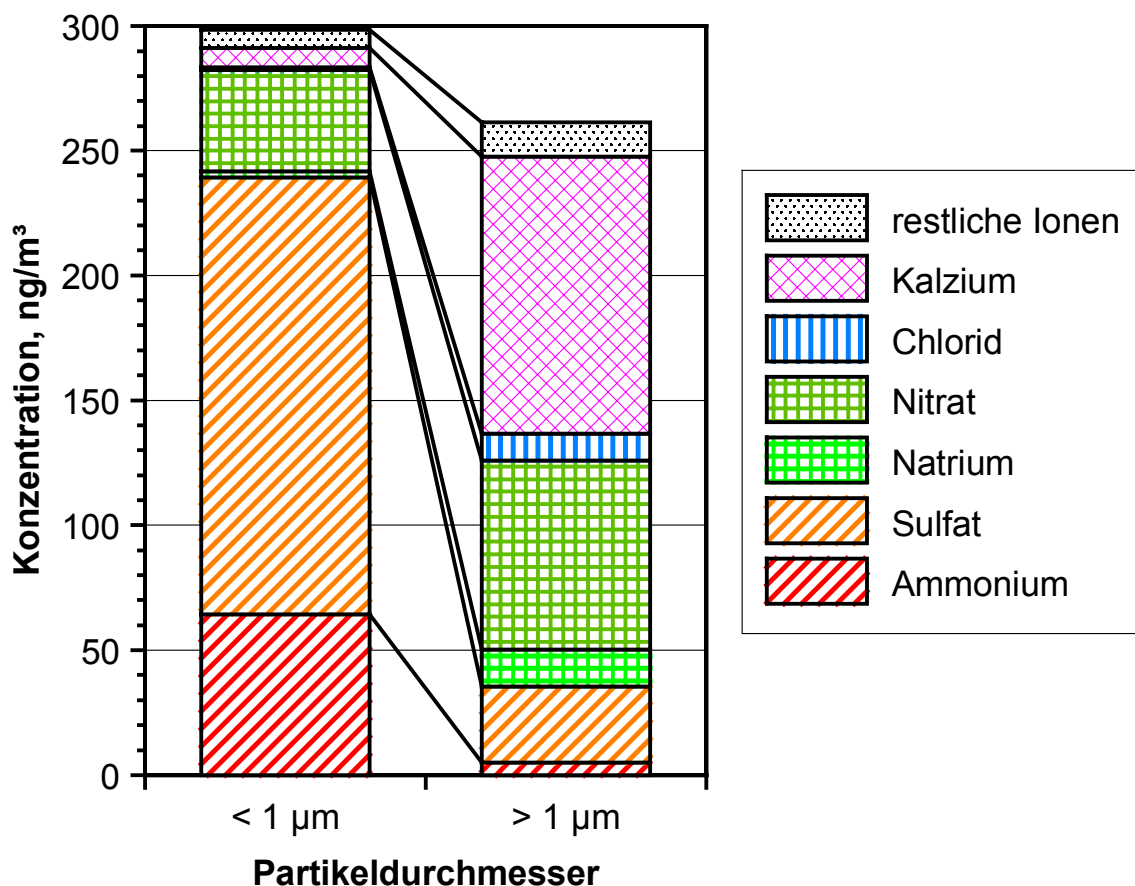 Konzentration, ng/m³
300
250
200
150
100
50
0
< 1 µm
> 1 µm
Partikeldurchmesser
restliche Ionen
Kalzium
Chlorid
Nitrat
Natrium
Sulfat
Ammonium